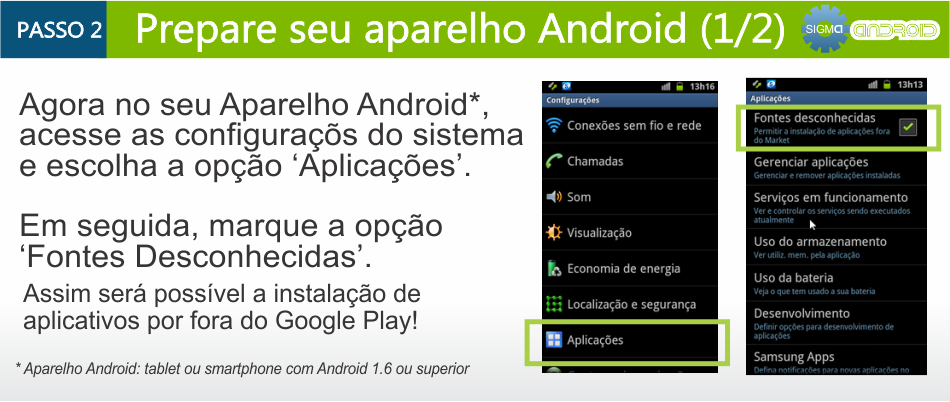 PASSO 2
Prepare seu aparelho Android (1/2)
SIGMA
ANDROID
Agora no seu Aparelho Android*,
acesse as configuraçõs do sistema
e escolha a opção ‘Aplicações’.
Em seguida, marque a opção
‘Fontes Desconhecidas’.
Assim será possível a instalação de
aplicativos por fora do Google Play!
* Aparelho Android: tablet ou smartphone com Android 1.6 ou superior
13h16
Configurações
Conexões sem fio e rede
Chamadas
Som
Visualização
Economia de energia
Localização e segurança
Aplicações
13h13
Aplicações
Fontes desconhecidas
Permitir a instalação de aplicações fora
do Market
Gerenciar aplicações
Gerenciar e remover aplicações instaladas
Serviços em funcionamento
Ver e controlar os serviços sendo executados
atualmente
Uso do armazenamento
Ver utiliz. mem. pela aplicação
Uso da bateria
Veja o que tem usado a sua bateria
Desenvolvimento
Definir opções para desenvolvimento de
aplicações
Samsung Apps
Defina notificações para novas aplicações no